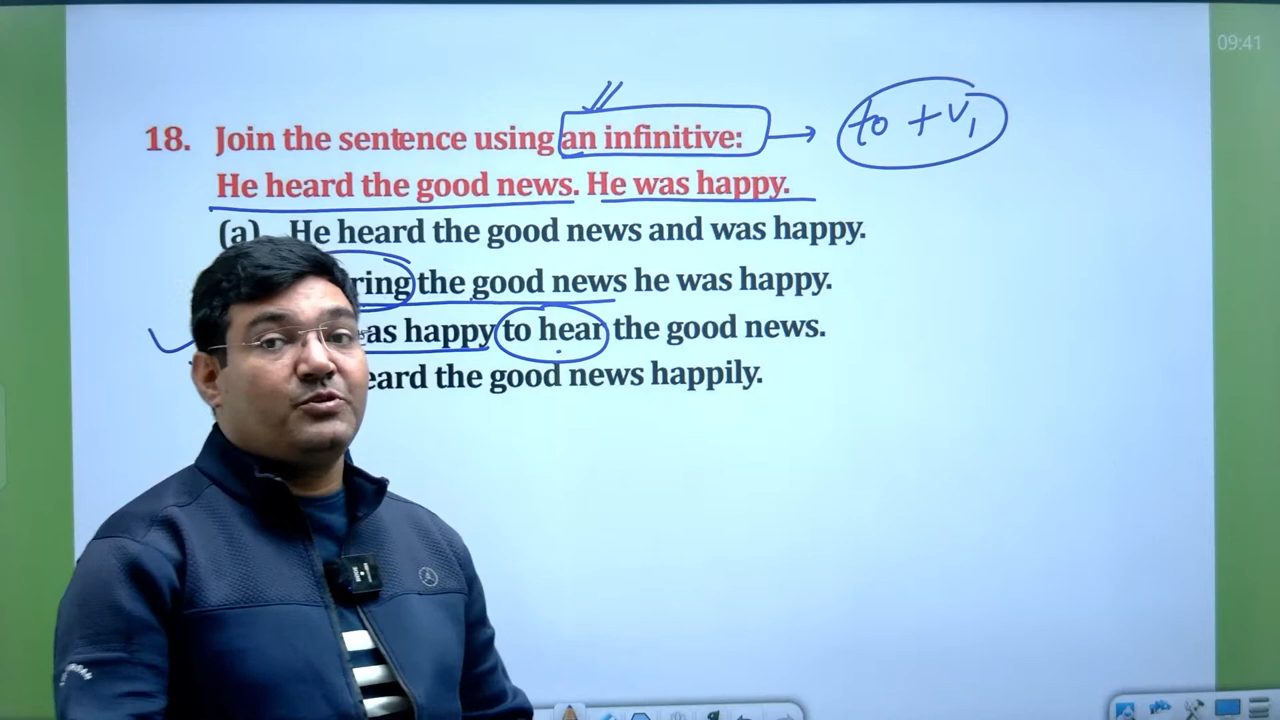 09:41
18. Join the sentence using an infinitive: to + V1
He heard the good news. He was happy.
(a) He heard the good news and was happy.
ring the good news he was happy.
as happy to hear the good news.
eard the good news happily.